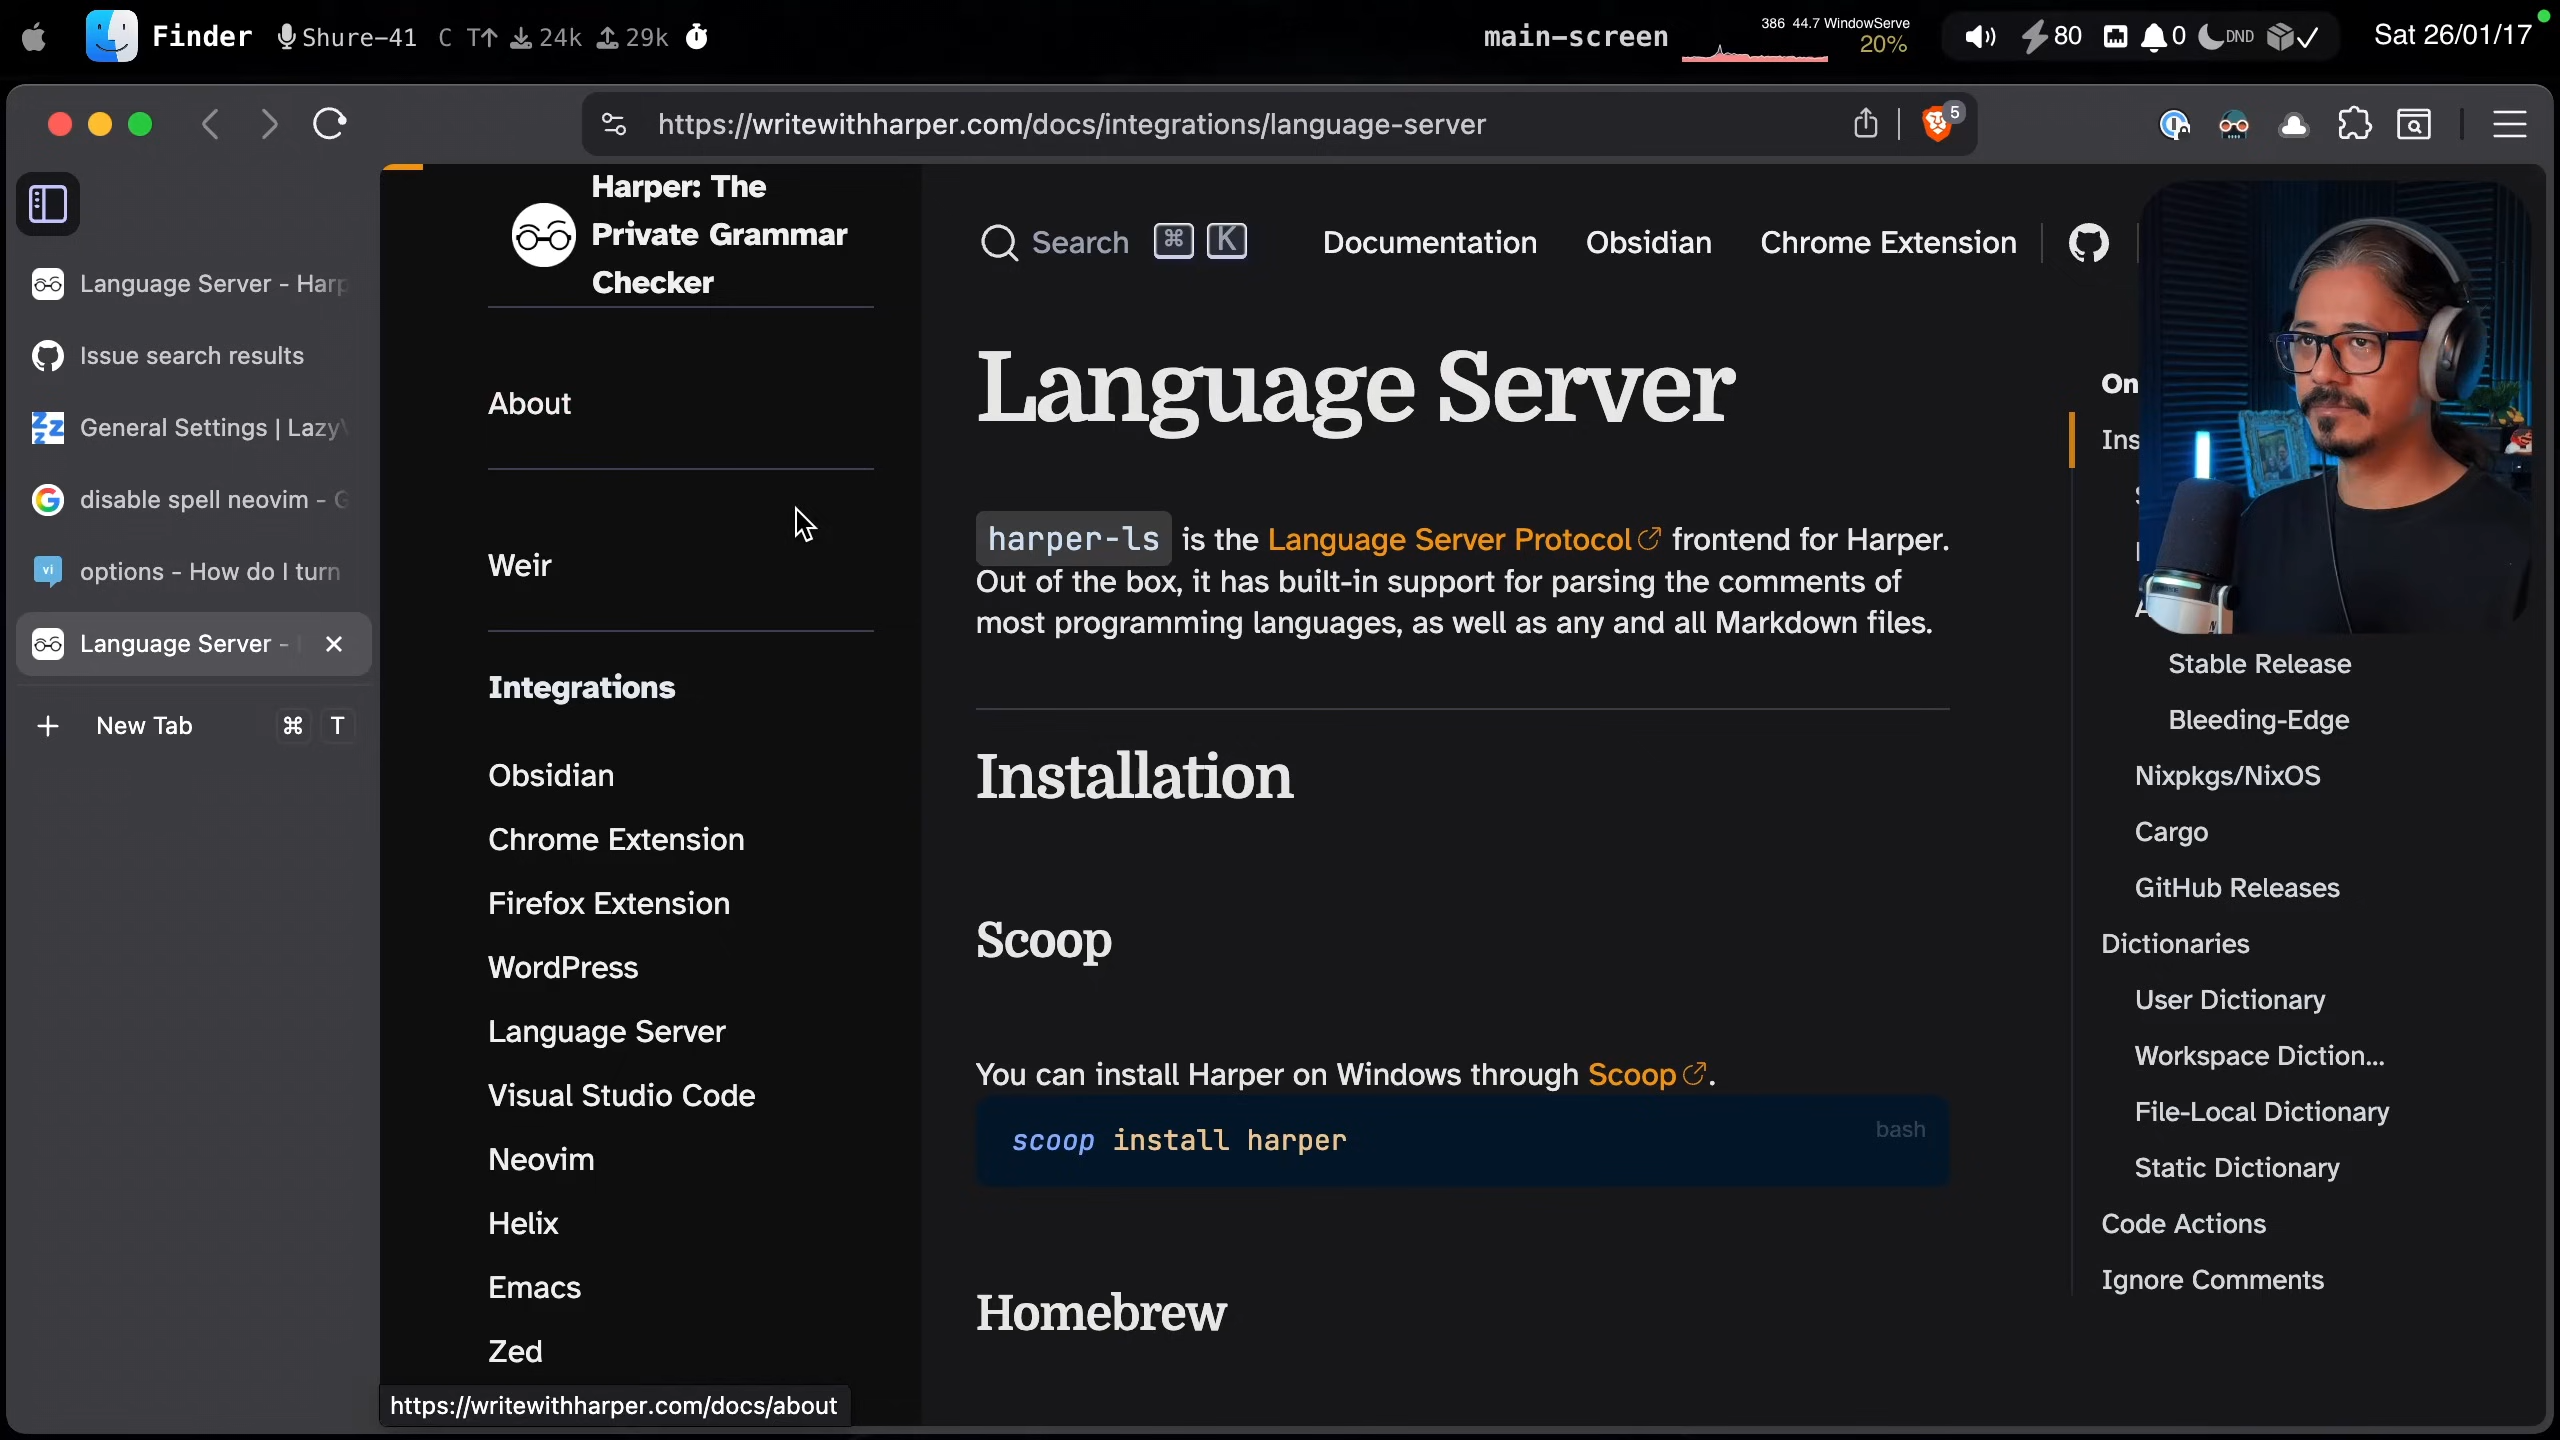 Finder Shure-41 C T↑ 24k 29k
main-screen
386 44.7 WindowServe
20%
80 0 DND ✓ Sat 26/01/17
https://writewithharper.com/docs/integrations/language-server
5
Language Server - Harp
Issue search results
General Settings | LazyV
disable spell neovim - G
options - How do I turn
Language Server -
New Tab ⌘ T
Harper: The
Private Grammar
Checker
About
Weir
Integrations
Obsidian
Chrome Extension
Firefox Extension
WordPress
Language Server
Visual Studio Code
Neovim
Helix
Emacs
Zed
https://writewithharper.com/docs/about
Search ⌘ K Documentation Obsidian Chrome Extension
Language Server
harper-ls is the Language Server Protocol frontend for Harper.
Out of the box, it has built-in support for parsing the comments of
most programming languages, as well as any and all Markdown files.
Installation
Scoop
You can install Harper on Windows through Scoop.
bash
scoop install harper
Homebrew
On
Ins
Stable Release
Bleeding-Edge
Nixpkgs/NixOS
Cargo
GitHub Releases
Dictionaries
User Dictionary
Workspace Diction...
File-Local Dictionary
Static Dictionary
Code Actions
Ignore Comments